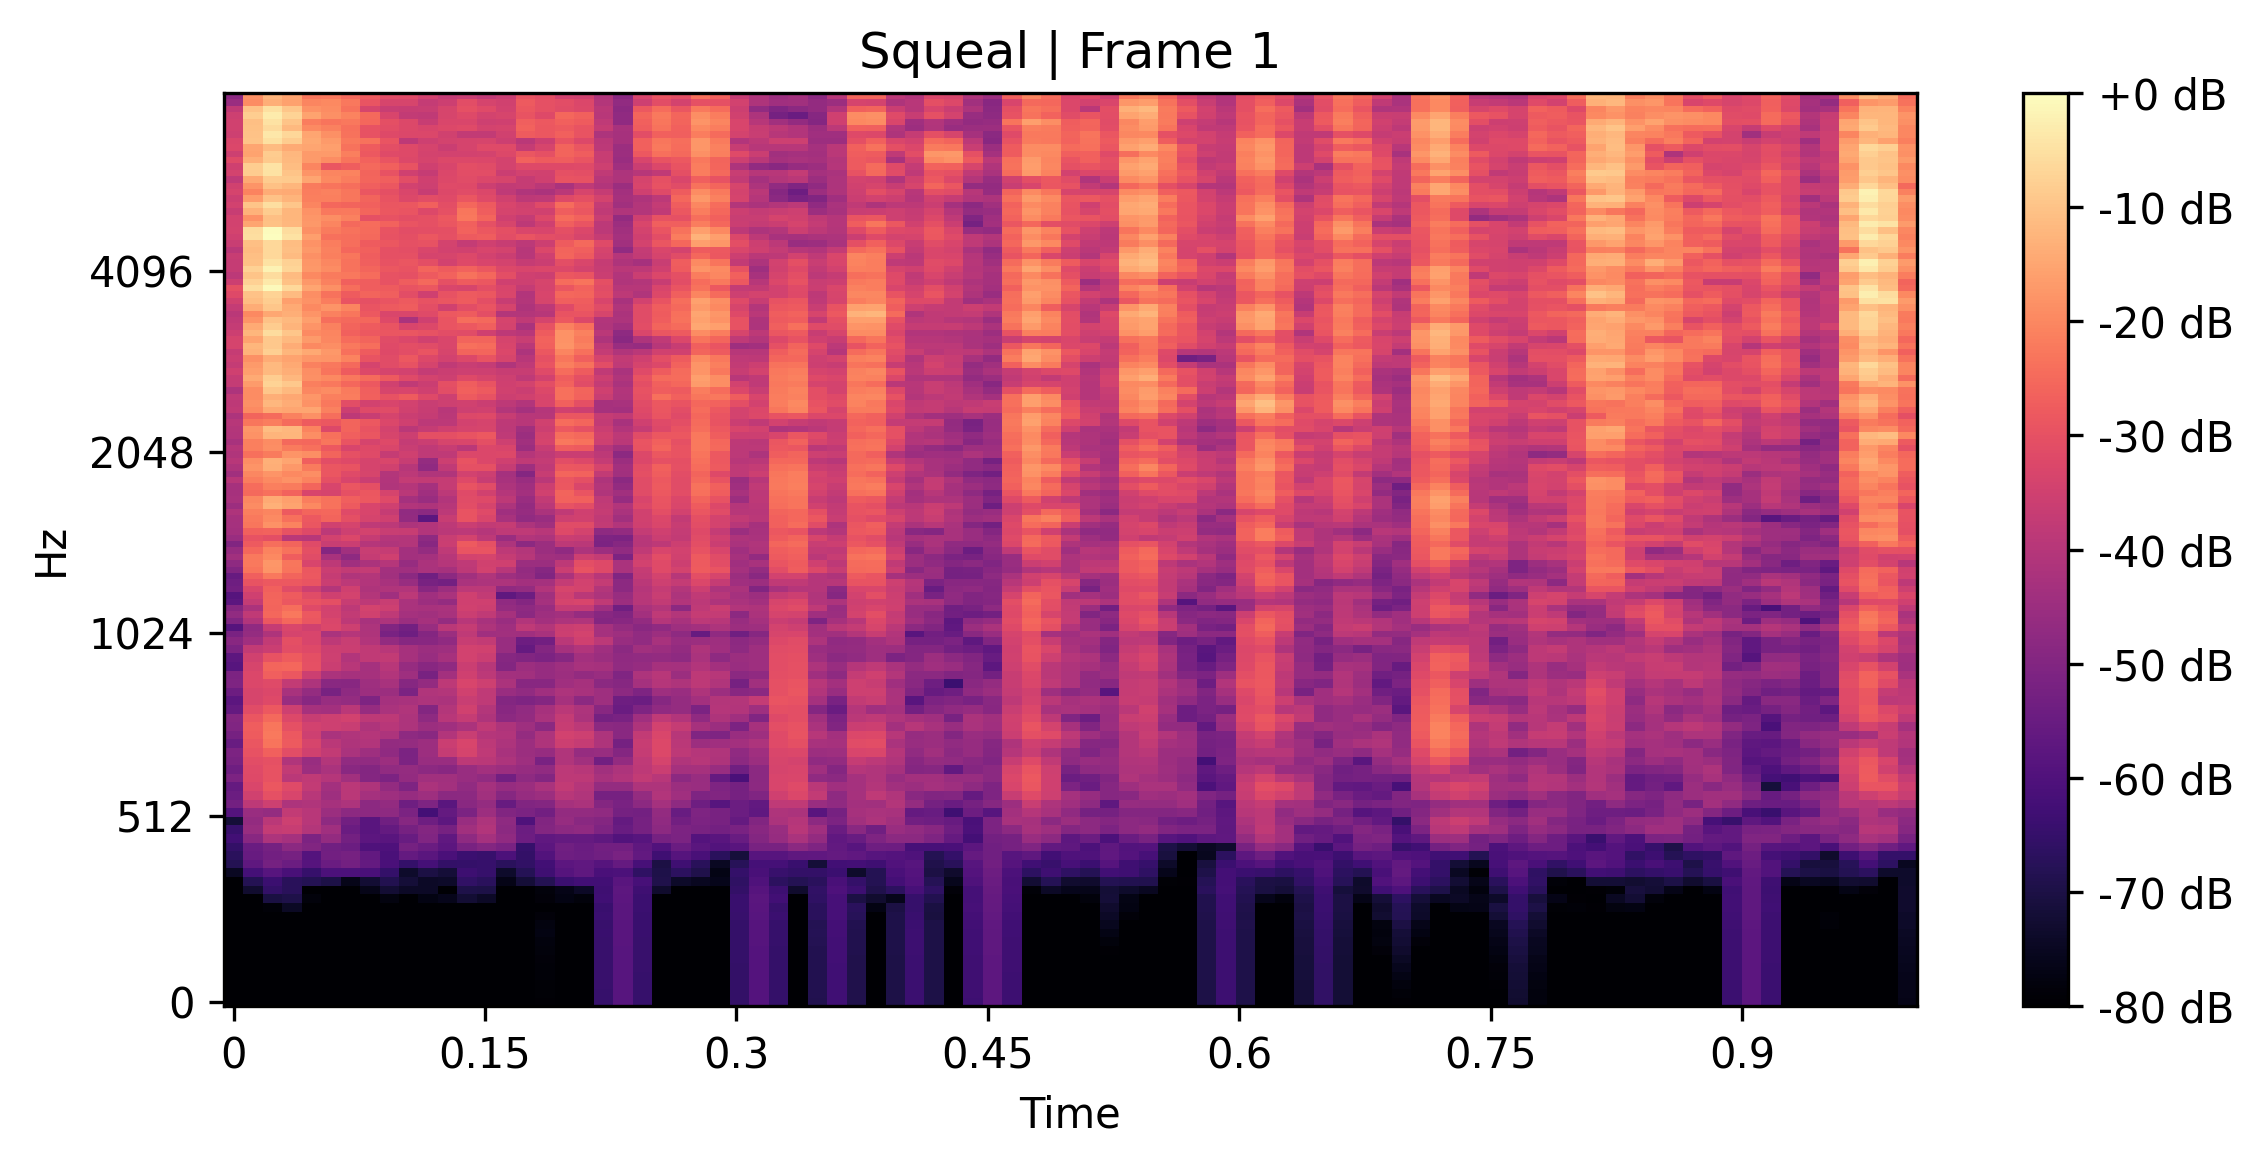 Squeal | Frame 1
Hz
4096
2048
1024
512
0
0 0.15 0.3 0.45 0.6 0.75 0.9
Time
+0 dB
-10 dB
-20 dB
-30 dB
-40 dB
-50 dB
-60 dB
-70 dB
-80 dB